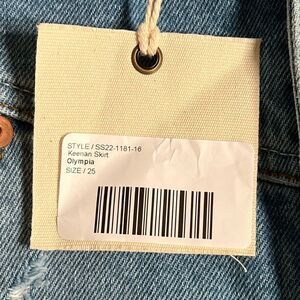 STYLE / SS22-1181-16
Keenan Skirt
Olympia
SIZE / 25